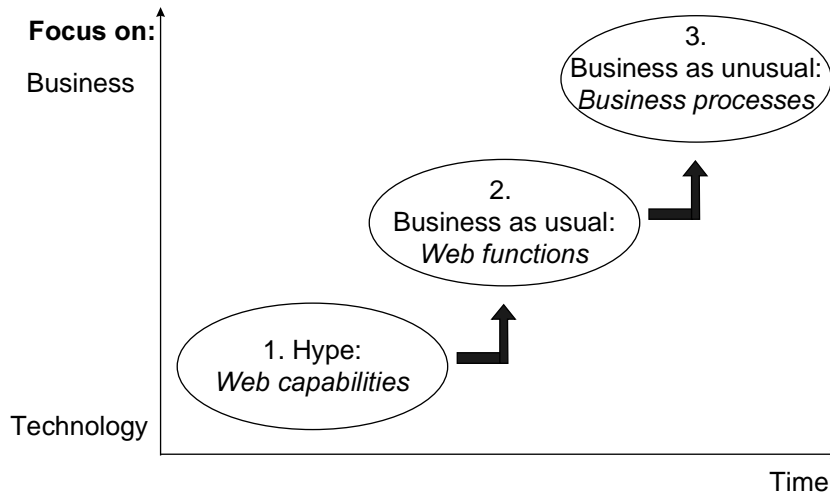 Focus on:
Business
3.
Business as unusual:
Business processes
2.
Business as usual:
Web functions
1. Hype:
Web capabilities
Technology
Time